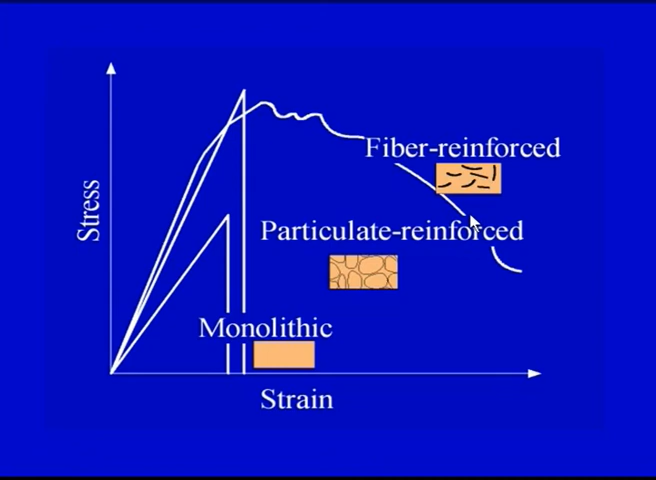 Fiber-reinforced
Stress
Particulate-reinforced
Monolithic
Strain